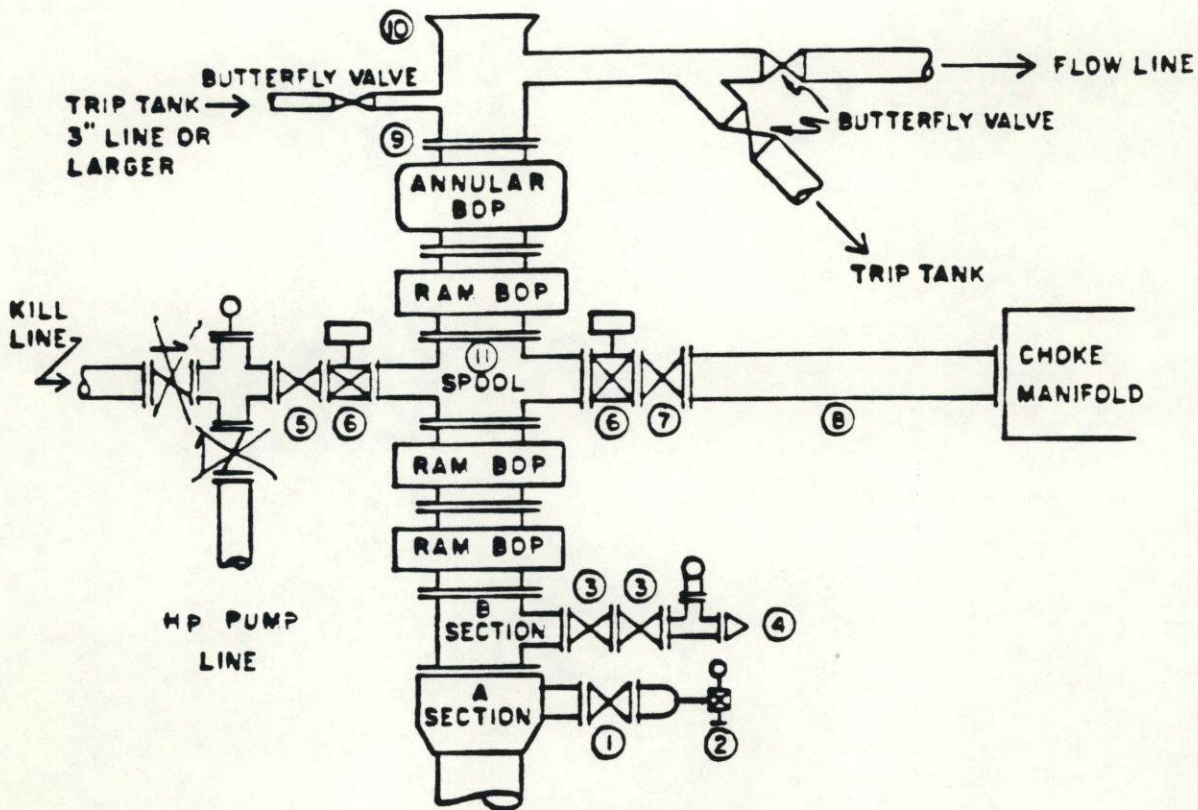 ⑩
BUTTERFLY VALVE
TRIP TANK
3" LINE OR
LARGER
FLOW LINE
BUTTERFLY VALVE
⑨
ANNULAR
BOP
TRIP TANK
RAM BOP
KILL
LINE
⑪
SPOOL
⑤ ⑥
⑥ ⑦
⑧
CHOKE
MANIFOLD
RAM BOP
RAM BOP
HP PUMP
LINE
③ ③
B
SECTION
④
A
SECTION
① ②